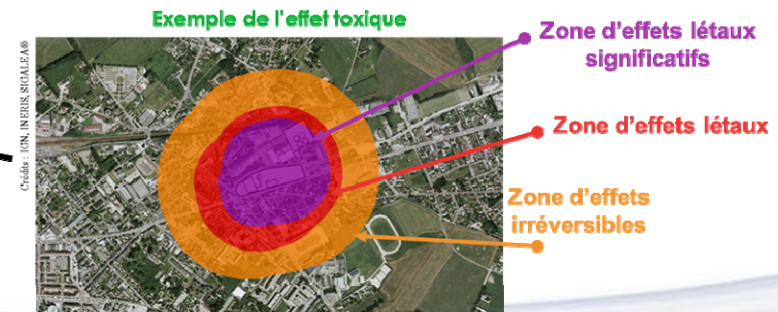 Exemple de l'effet toxique
Crédits : IGN, INERIS, SIGALEA®
Zone d'effets létaux
significatifs
Zone d'effets létaux
Zone d'effets
irréversibles